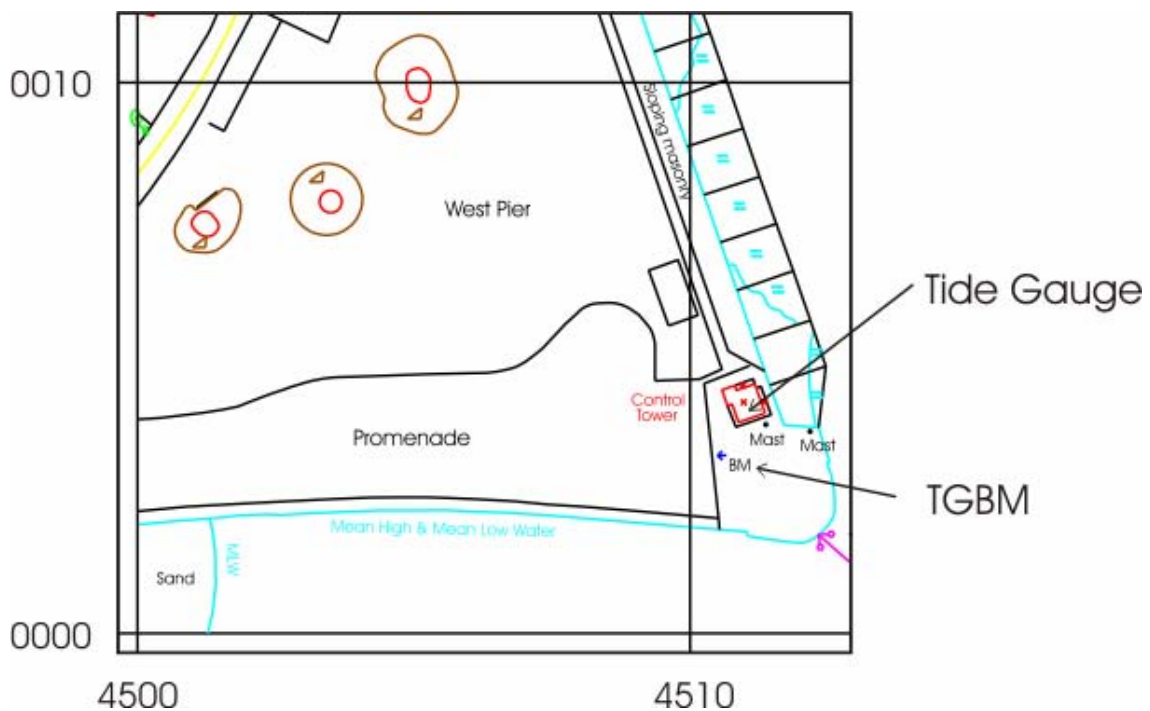 0010
Sloping masonry
West Pier
Tide Gauge
Control
Tower
Promenade
Mast
Mast
BM
TGBM
Mean High & Mean Low Water
MLW
Sand
0000
4500
4510